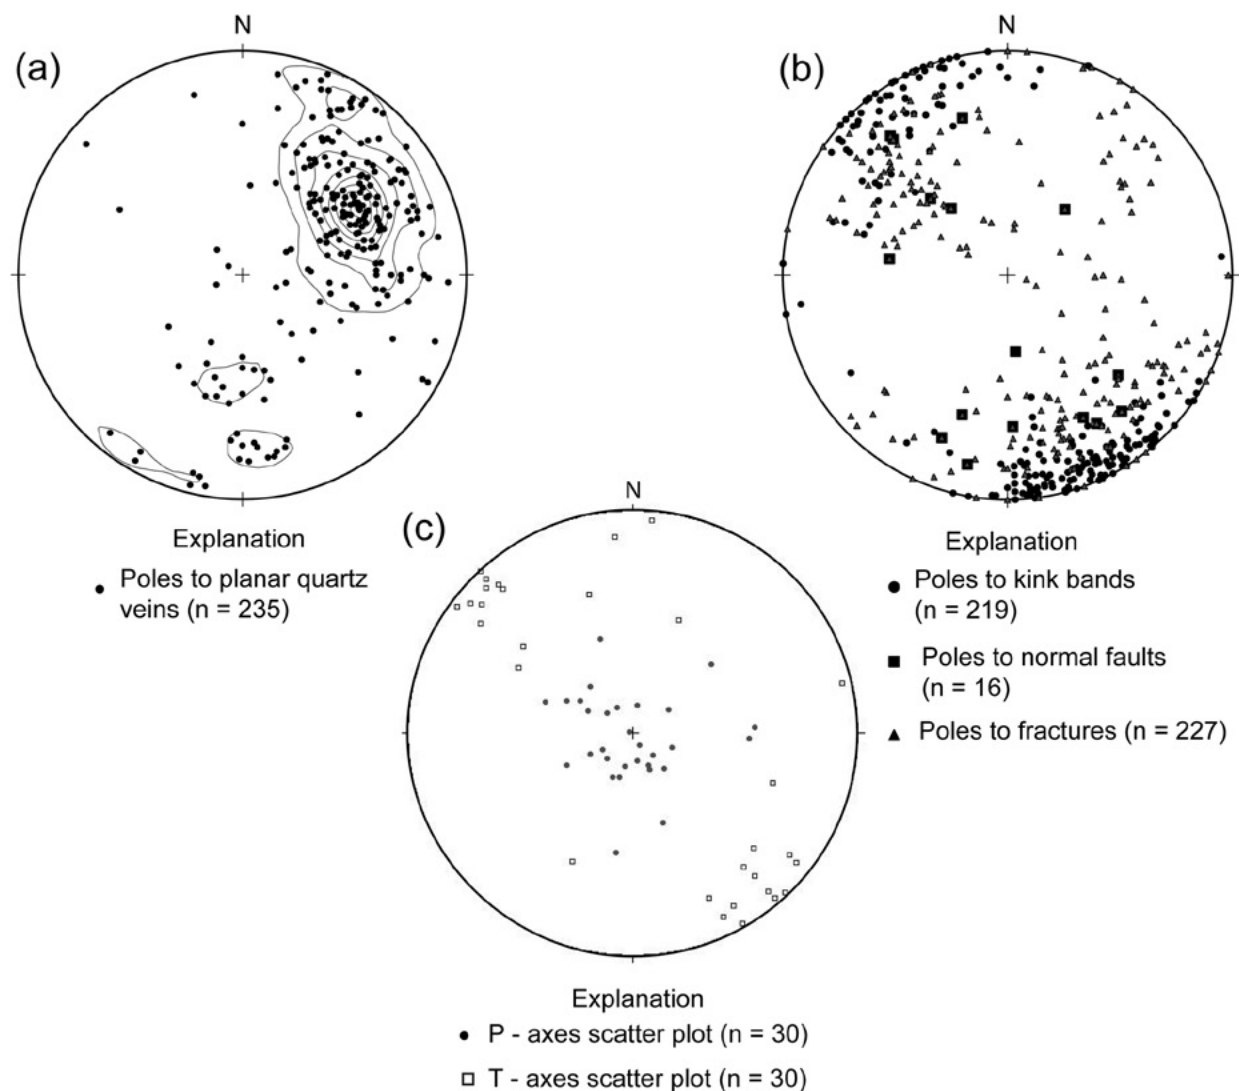 (a)
N
Explanation
Poles to planar quartz
veins (n = 235)
(b)
N
Explanation
Poles to kink bands
(n = 219)
Poles to normal faults
(n = 16)
Poles to fractures (n = 227)
(c)
N
Explanation
P - axes scatter plot (n = 30)
T - axes scatter plot (n = 30)